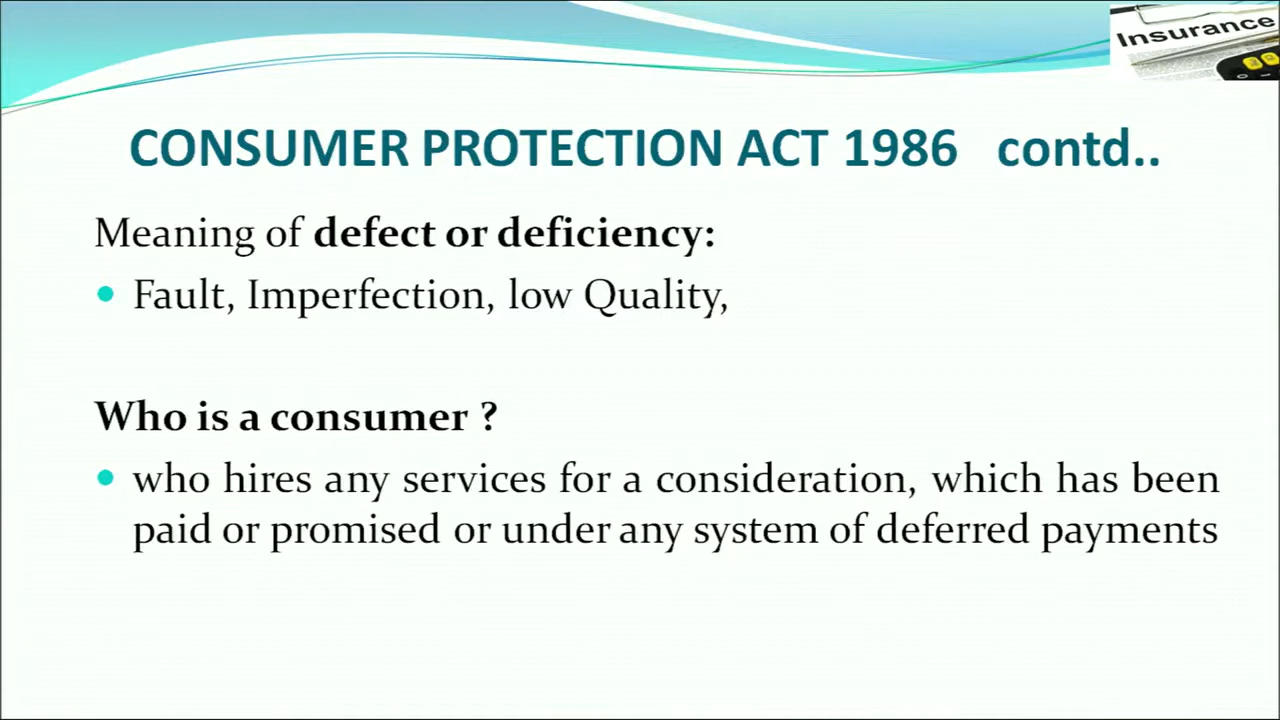 Insurance
CONSUMER PROTECTION ACT 1986 contd..
Meaning of defect or deficiency:
Fault, Imperfection, low Quality,
Who is a consumer ?
who hires any services for a consideration, which has been
paid or promised or under any system of deferred payments